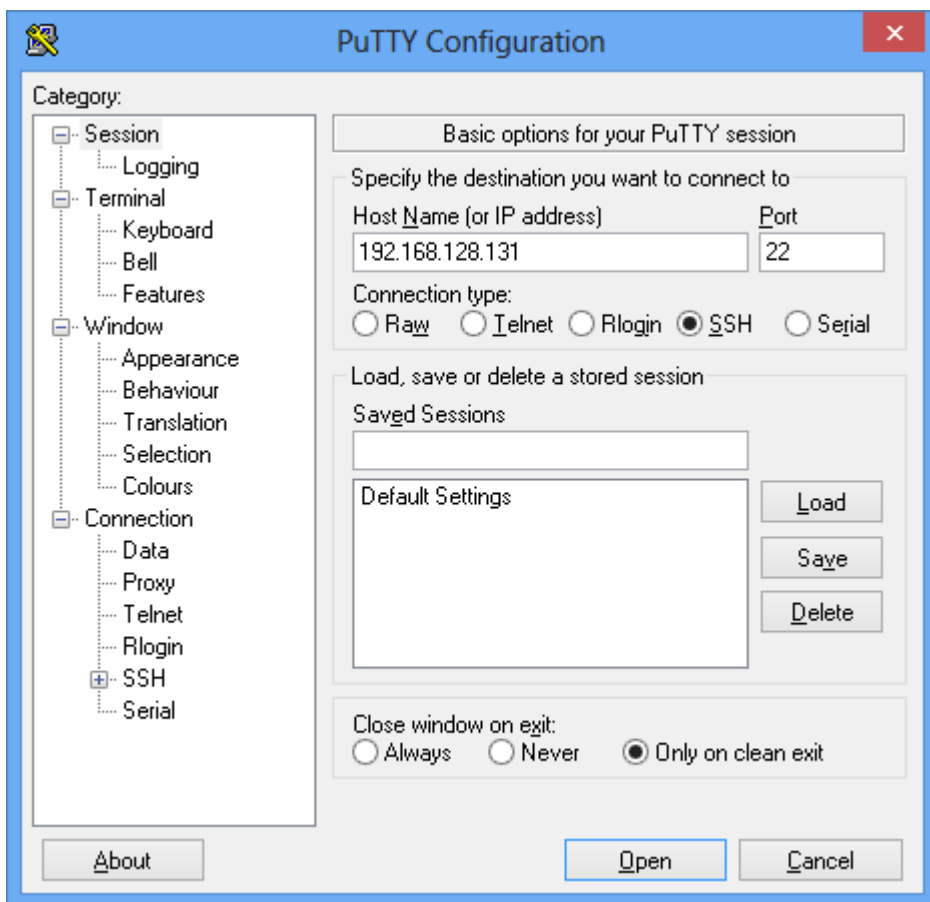 PuTTY Configuration
Category:
Session
Logging
Terminal
Keyboard
Bell
Features
Window
Appearance
Behaviour
Translation
Selection
Colours
Connection
Data
Proxy
Telnet
Rlogin
SSH
Serial
Basic options for your PuTTY session
Specify the destination you want to connect to
Host Name (or IP address) Port
192.168.128.131 22
Connection type:
Raw Telnet Rlogin SSH Serial
Load, save or delete a stored session
Saved Sessions
Default Settings
Load
Save
Delete
Close window on exit:
Always Never Only on clean exit
About Open Cancel